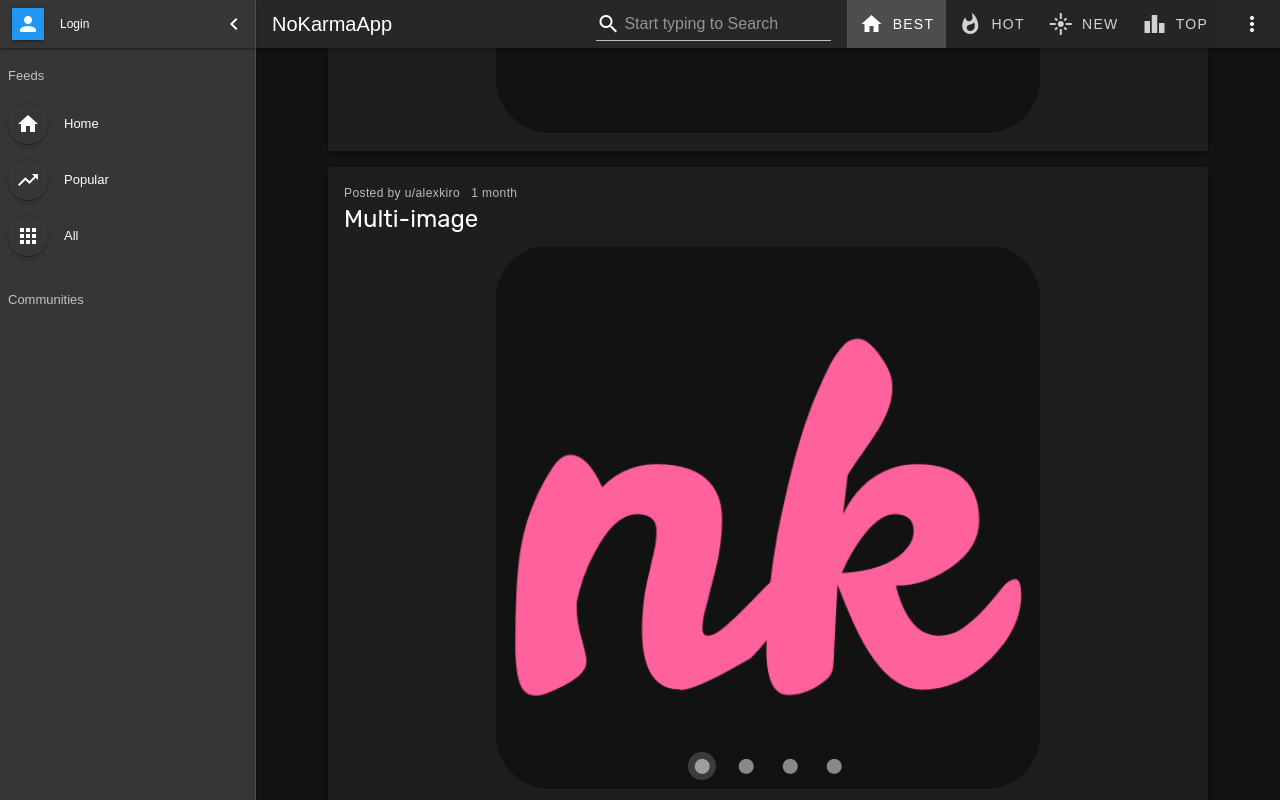 Login
NoKarmaApp
Start typing to Search
BEST
HOT
NEW
TOP
Feeds
Home
Popular
All
Communities
Posted by u/alexkiro 1 month
Multi-image
nk